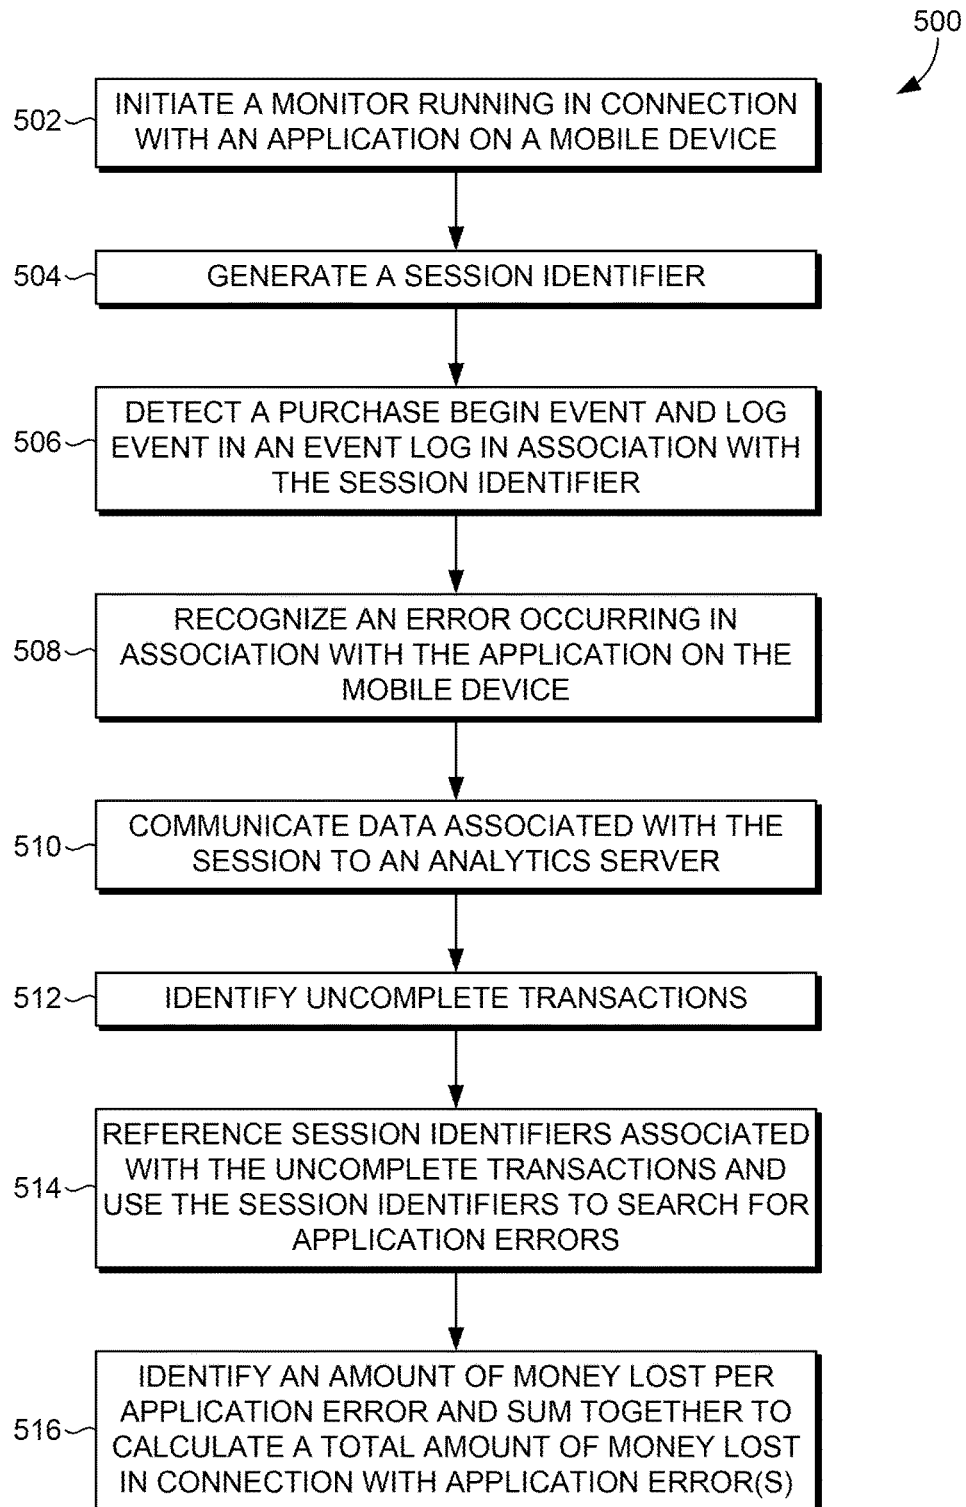 500
502
INITIATE A MONITOR RUNNING IN CONNECTION
WITH AN APPLICATION ON A MOBILE DEVICE
504
GENERATE A SESSION IDENTIFIER
506
DETECT A PURCHASE BEGIN EVENT AND LOG
EVENT IN AN EVENT LOG IN ASSOCIATION WITH
THE SESSION IDENTIFIER
508
RECOGNIZE AN ERROR OCCURRING IN
ASSOCIATION WITH THE APPLICATION ON THE
MOBILE DEVICE
510
COMMUNICATE DATA ASSOCIATED WITH THE
SESSION TO AN ANALYTICS SERVER
512
IDENTIFY UNCOMPLETE TRANSACTIONS
514
REFERENCE SESSION IDENTIFIERS ASSOCIATED
WITH THE UNCOMPLETE TRANSACTIONS AND
USE THE SESSION IDENTIFIERS TO SEARCH FOR
APPLICATION ERRORS
516
IDENTIFY AN AMOUNT OF MONEY LOST PER
APPLICATION ERROR AND SUM TOGETHER TO
CALCULATE A TOTAL AMOUNT OF MONEY LOST
IN CONNECTION WITH APPLICATION ERROR(S)